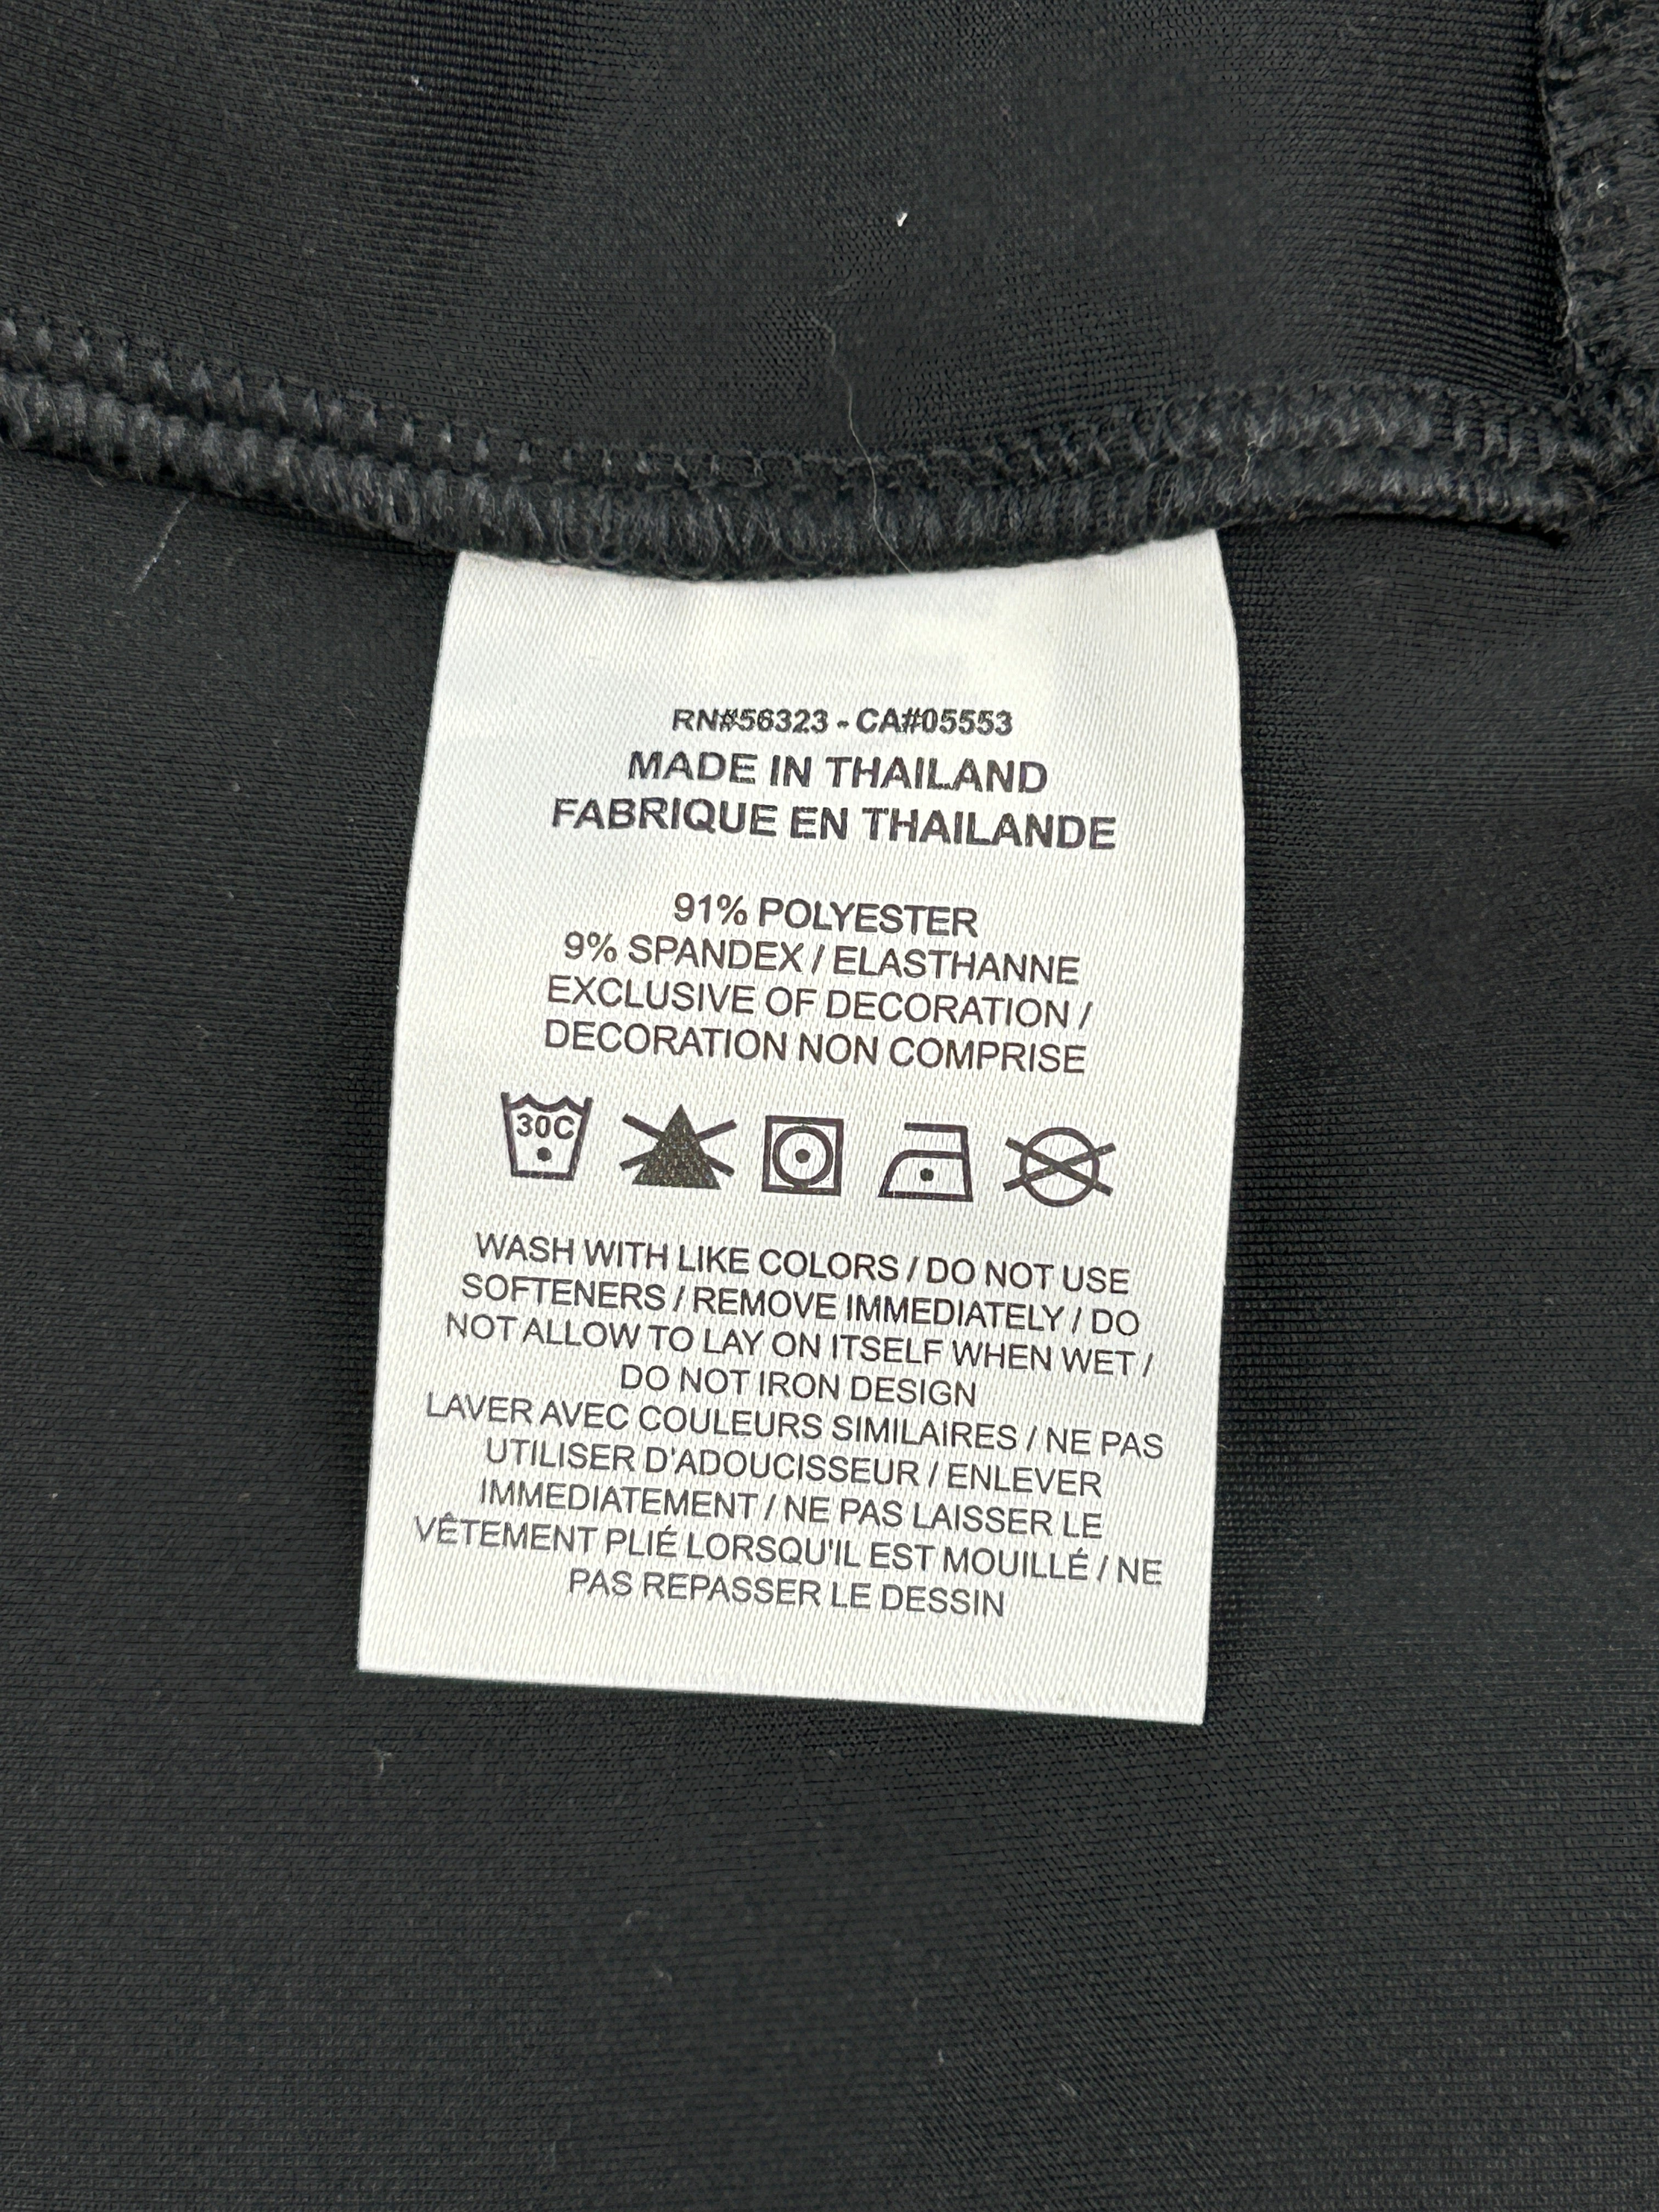 RN#56323 - CA#05553
MADE IN THAILAND
FABRIQUE EN THAILANDE
91% POLYESTER
9% SPANDEX / ELASTHANNE
EXCLUSIVE OF DECORATION /
DECORATION NON COMPRISE
30C
WASH WITH LIKE COLORS / DO NOT USE
SOFTENERS / REMOVE IMMEDIATELY / DO
NOT ALLOW TO LAY ON ITSELF WHEN WET /
DO NOT IRON DESIGN
LAVER AVEC COULEURS SIMILAIRES / NE PAS
UTILISER D'ADOUCISSEUR / ENLEVER
IMMEDIATEMENT / NE PAS LAISSER LE
VÊTEMENT PLIÉ LORSQU'IL EST MOUILLÉ / NE
PAS REPASSER LE DESSIN